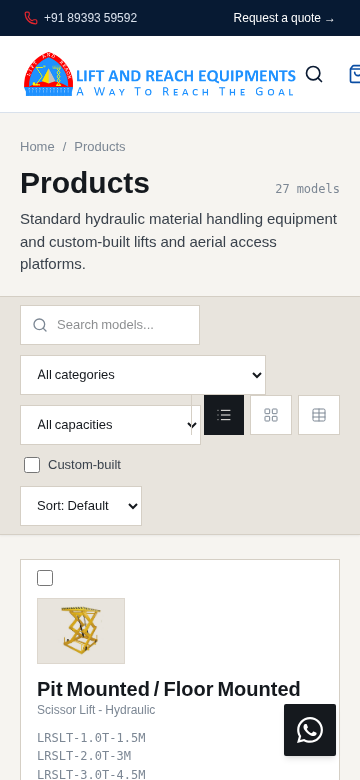 +91 89393 59592
Request a quote →
LIFT AND REACH EQUIPMENTS
A Way To Reach The Goal
Home / Products
Products
27 models
Standard hydraulic material handling equipment
and custom-built lifts and aerial access
platforms.
Search models...
All categories
All capacities
Custom-built
Sort: Default
Pit Mounted / Floor Mounted
Scissor Lift - Hydraulic
LRSLT-1.0T-1.5M
LRSLT-2.0T-3M
LRSLT-3.0T-4.5M